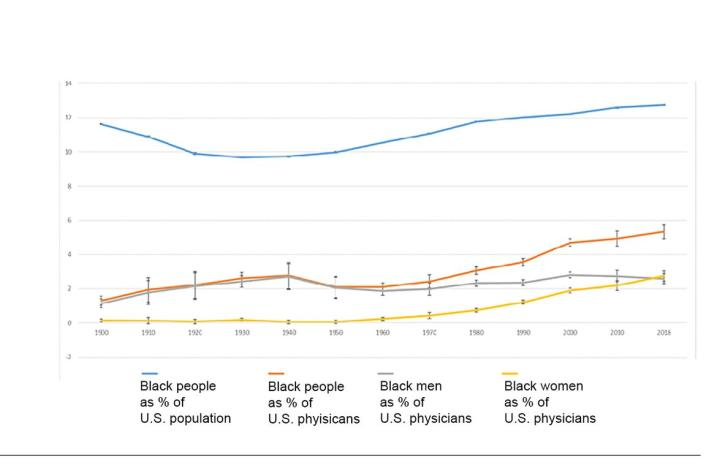 14
12
10
8
6
4
2
0
-2
1900 1910 1920 1930 1940 1950 1960 1970 1980 1990 2000 2010 2018
Black people
as % of
U.S. population
Black people
as % of
U.S. phyisicans
Black men
as % of
U.S. physicians
Black women
as % of
U.S. physicians